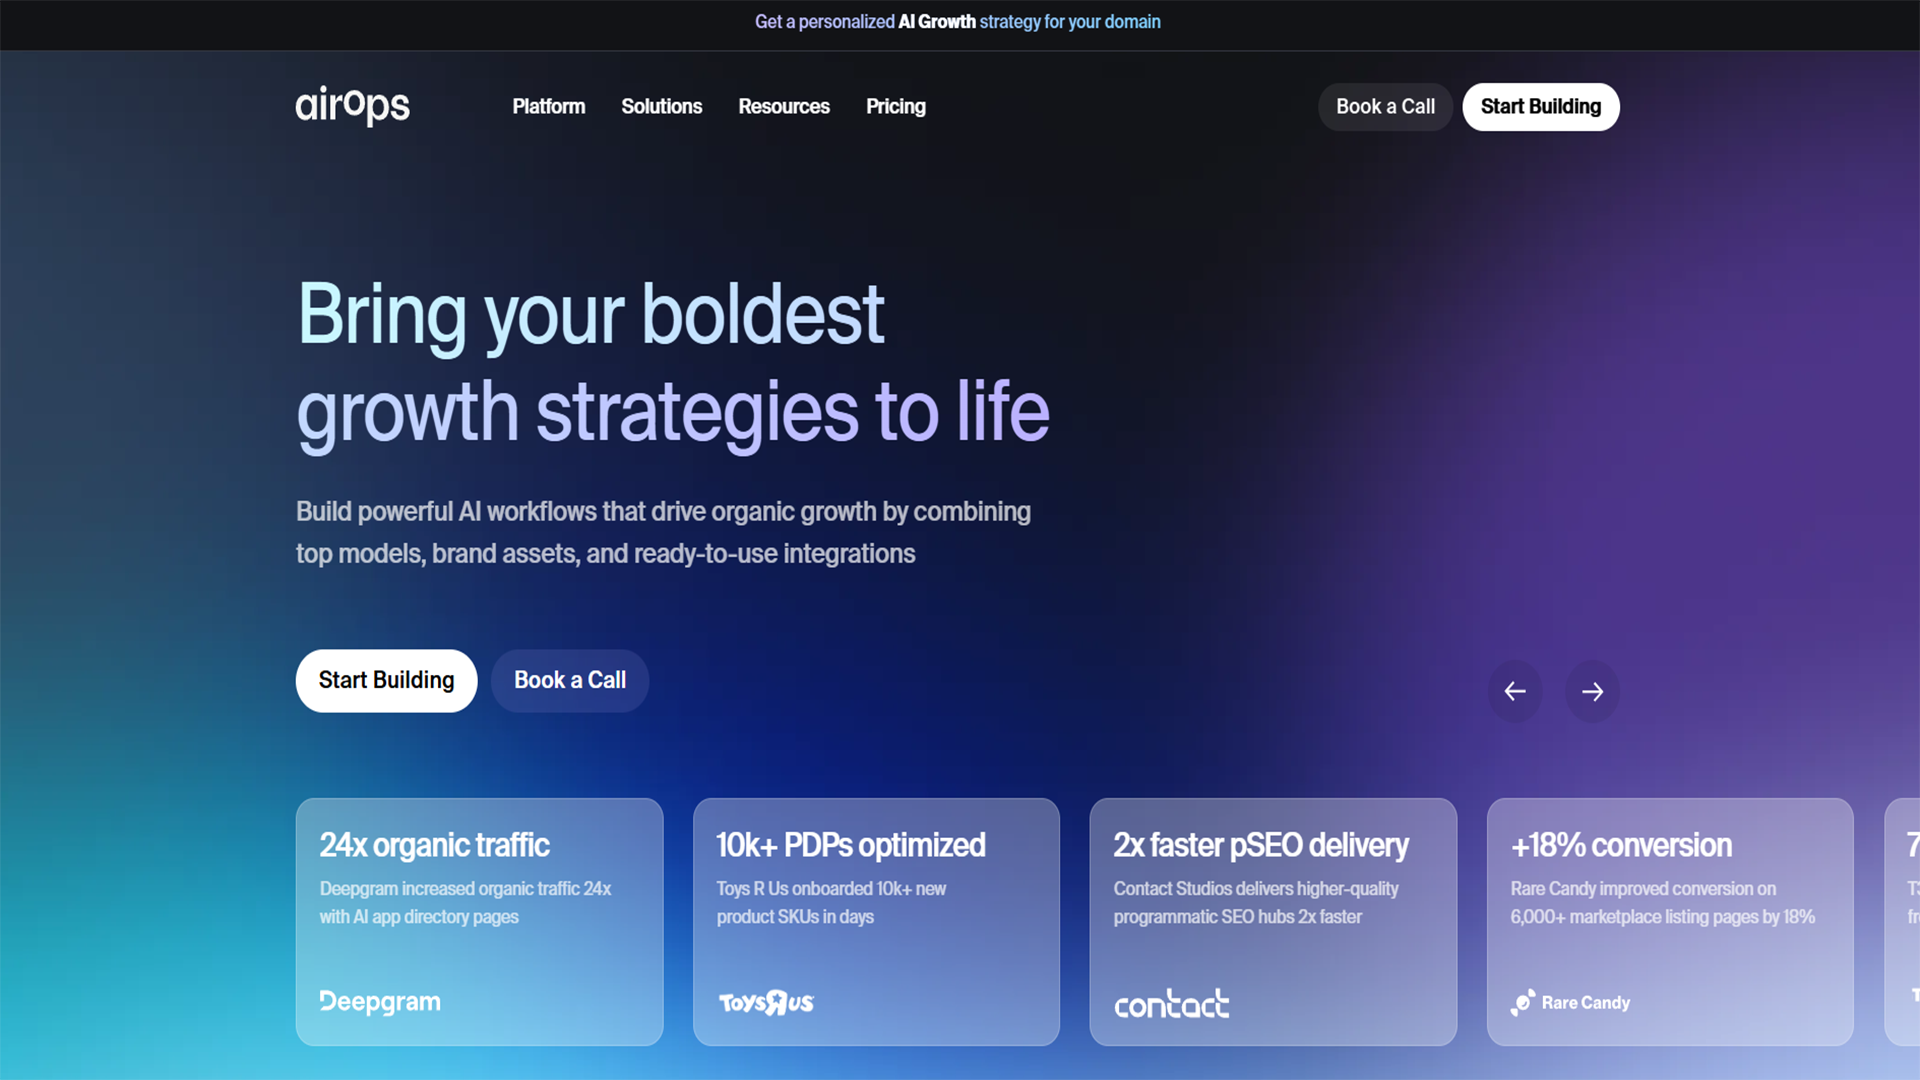 Get a personalized AI Growth strategy for your domain
airOps
Platform
Solutions
Resources
Pricing
Book a Call
Start Building
Bring your boldest
growth strategies to life
Build powerful AI workflows that drive organic growth by combining
top models, brand assets, and ready-to-use integrations
Start Building
Book a Call
24x organic traffic
Deepgram increased organic traffic 24x
with AI app directory pages
Deepgram
10k+ PDPs optimized
Toys R Us onboarded 10k+ new
product SKUs in days
ToysRus
2x faster pSEO delivery
Contact Studios delivers higher-quality
programmatic SEO hubs 2x faster
contact
+18% conversion
Rare Candy improved conversion on
6,000+ marketplace listing pages by 18%
Rare Candy